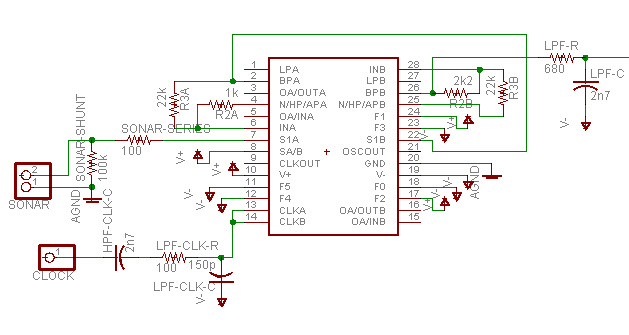 LPF-R
680
LPF-C
2n7
V-
22k
R3A
1k
R2A
1 LPA INB 28
2 BPA LPB 27
3 OA/OUTA BPB 26
4 N/HP/APA N/HP/APB 25
5 OA/INA F1 24
6 INA F3 23
7 S1A S1B 22
8 SA/B OSCOUT 21
9 CLKOUT GND 20
10 V+ V- 19
11 F5 F0 18
12 F4 F2 17
13 CLKA OA/OUTB 16
14 CLKB OA/INB 15
2k2
R2B
22k
R3B
V+
V-
V-
AGND
V-
V+
SONAR-SHUNT
100k
SONAR-SERIES
100
V+
V+
V-
V-
2
1
SONAR
AGND
HPF-CLK-C
2n7
LPF-CLK-R
100
150p
LPF-CLK-C
V-
1
CLOCK